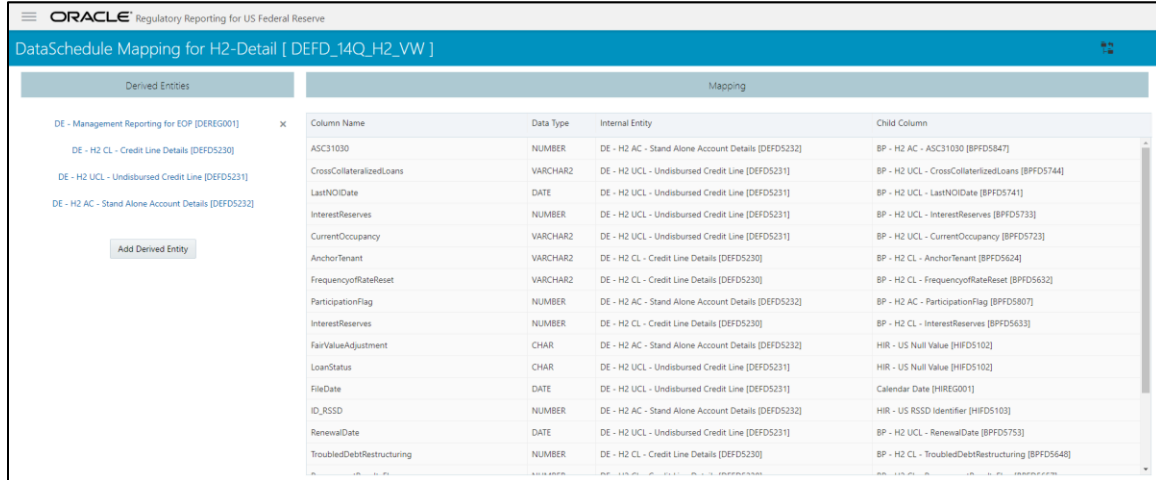 ORACLE Regulatory Reporting for US Federal Reserve
DataSchedule Mapping for H2-Detail [ DEFD_14Q_H2_VW ]
Derived Entities
DE - Management Reporting for EOP [DEREG001] ×
DE - H2 CL - Credit Line Details [DEFD5230]
DE - H2 UCL - Undisbursed Credit Line [DEFD5231]
DE - H2 AC - Stand Alone Account Details [DEFD5232]
Add Derived Entity
Mapping
Column Name Data Type Internal Entity Child Column
ASC31030 NUMBER DE - H2 AC - Stand Alone Account Details [DEFD5232] BP - H2 AC - ASC31030 [BPFD5847]
CrossCollateralizedLoans VARCHAR2 DE - H2 UCL - Undisbursed Credit Line [DEFD5231] BP - H2 UCL - CrossCollaterlizedLoans [BPFD5744]
LastNOIDate DATE DE - H2 UCL - Undisbursed Credit Line [DEFD5231] BP - H2 UCL - LastNOIDate [BPFD5741]
InterestReserves NUMBER DE - H2 UCL - Undisbursed Credit Line [DEFD5231] BP - H2 UCL - InterestReserves [BPFD5733]
CurrentOccupancy VARCHAR2 DE - H2 UCL - Undisbursed Credit Line [DEFD5231] BP - H2 UCL - CurrentOccupancy [BPFD5723]
AnchorTenant VARCHAR2 DE - H2 CL - Credit Line Details [DEFD5230] BP - H2 CL - AnchorTenant [BPFD5624]
FrequencyofRateReset VARCHAR2 DE - H2 CL - Credit Line Details [DEFD5230] BP - H2 CL - FrequencyofRateReset [BPFD5632]
ParticipationFlag NUMBER DE - H2 AC - Stand Alone Account Details [DEFD5232] BP - H2 AC - ParticipationFlag [BPFD5807]
InterestReserves NUMBER DE - H2 CL - Credit Line Details [DEFD5230] BP - H2 CL - InterestReserves [BPFD5633]
FairValueAdjustment CHAR DE - H2 AC - Stand Alone Account Details [DEFD5232] HIR - US Null Value [HIFD5102]
LoanStatus CHAR DE - H2 UCL - Undisbursed Credit Line [DEFD5231] HIR - US Null Value [HIFD5102]
FileDate DATE DE - H2 UCL - Undisbursed Credit Line [DEFD5231] Calendar Date [HIREG001]
ID_RSSD NUMBER DE - H2 AC - Stand Alone Account Details [DEFD5232] HIR - US RSSD Identifier [HIFD5103]
RenewalDate DATE DE - H2 UCL - Undisbursed Credit Line [DEFD5231] BP - H2 UCL - RenewalDate [BPFD5753]
TroubledDebtRestructuring NUMBER DE - H2 CL - Credit Line Details [DEFD5230] BP - H2 CL - TroubledDebtRestructuring [BPFD5648]